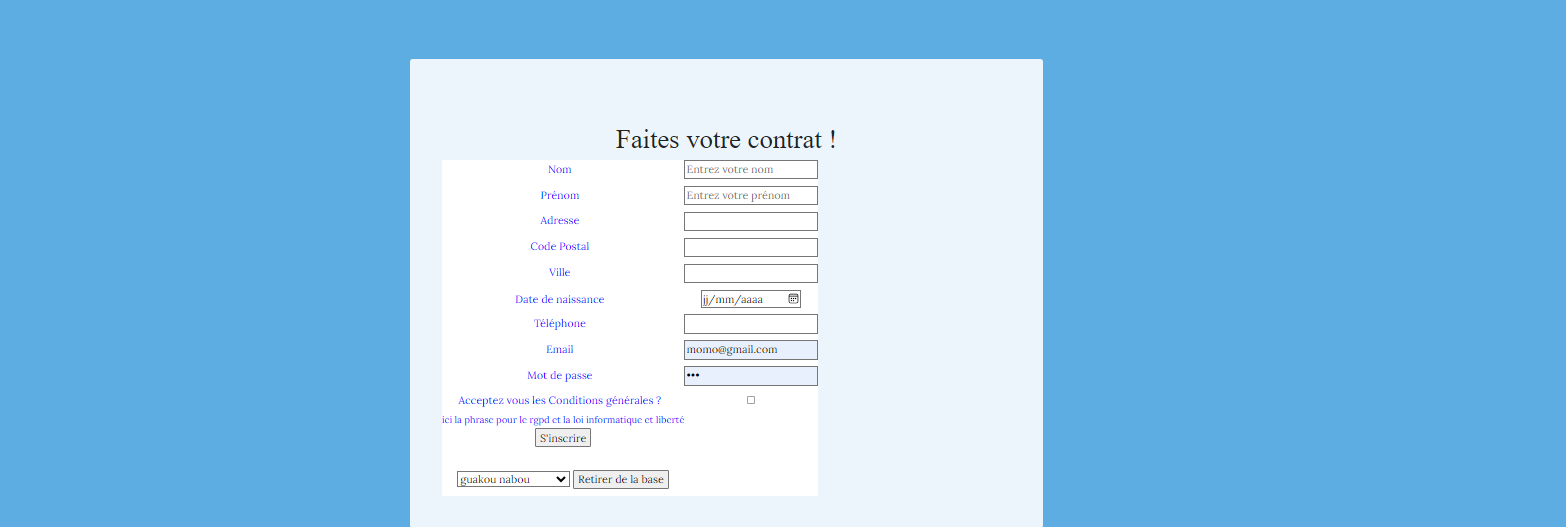 Faites votre contrat !
Nom Entrez votre nom
Prénom Entrez votre prénom
Adresse
Code Postal
Ville
Date de naissance jj/mm/aaaa
Téléphone
Email momo@gmail.com
Mot de passe •••
Acceptez vous les Conditions générales ?
ici la phrase pour le rgpd et la loi informatique et liberté
S'inscrire
guakou nabou Retirer de la base